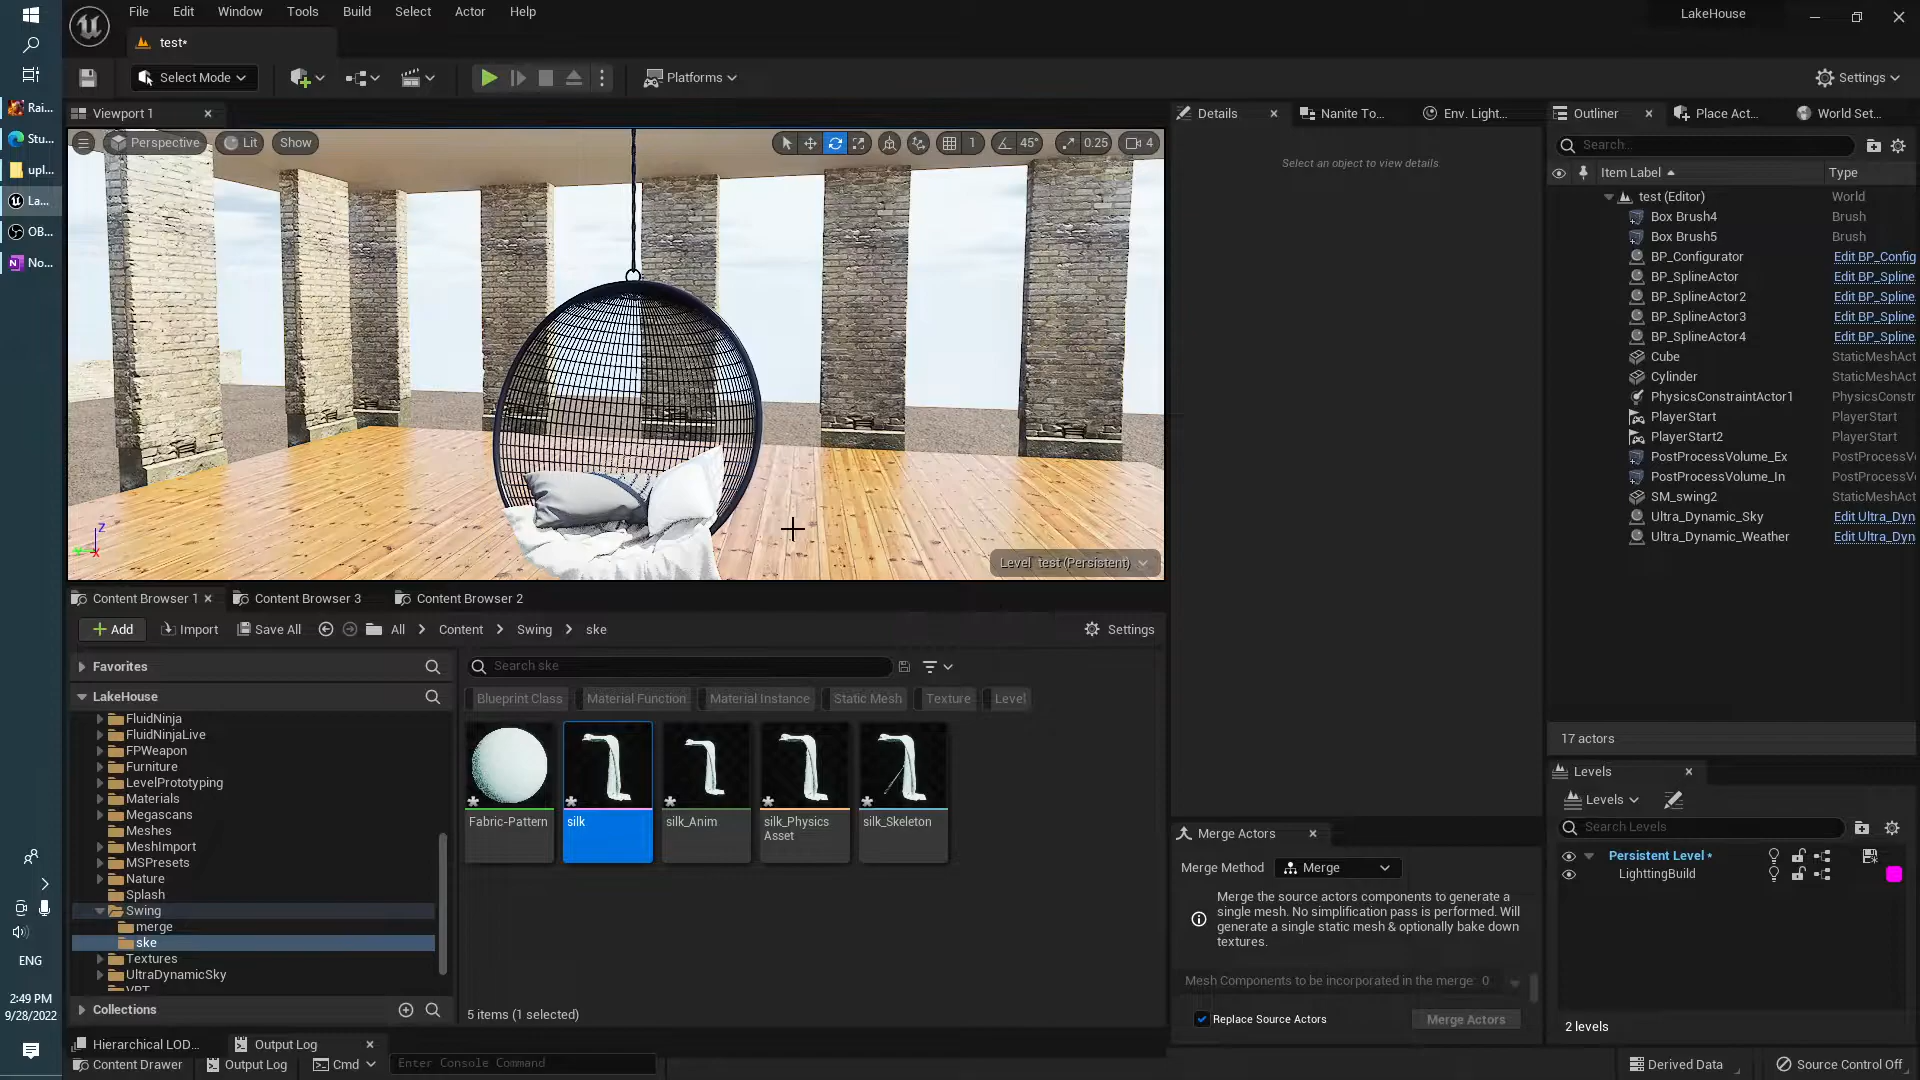 File Edit Window Tools Build Select Actor Help
LakeHouse
test*
Select Mode
Platforms
Settings
Viewport 1
Perspective
Lit
Show
1
45°
0.25
4
Level test (Persistent)
Details
Nanite To...
Env. Light...
Select an object to view details
Outliner
Place Act...
World Set...
Search...
Item Label
Type
test (Editor) World
Box Brush4 Brush
Box Brush5 Brush
BP_Configurator Edit BP_Config
BP_SplineActor Edit BP_Spline
BP_SplineActor2 Edit BP_Spline
BP_SplineActor3 Edit BP_Spline
BP_SplineActor4 Edit BP_Spline
Cube StaticMeshAct
Cylinder StaticMeshAct
PhysicsConstraintActor1 PhysicsConstr
PlayerStart PlayerStart
PlayerStart2 PlayerStart
PostProcessVolume_Ex PostProcessV
PostProcessVolume_In PostProcessV
SM_swing2 StaticMeshAct
Ultra_Dynamic_Sky Edit Ultra_Dyn
Ultra_Dynamic_Weather Edit Ultra_Dyn
17 actors
Levels
Levels
Search Levels
Persistent Level *
LighttingBuild
2 levels
Content Browser 1
Content Browser 3
Content Browser 2
Add
Import
Save All
All
Content
Swing
ske
Settings
Favorites
LakeHouse
FluidNinja
FluidNinjaLive
FPWeapon
Furniture
LevelPrototyping
Materials
Megascans
Meshes
MeshImport
MSPresets
Nature
Splash
Swing
merge
ske
Textures
UltraDynamicSky
Collections
Search ske
Blueprint Class
Material Function
Material Instance
Static Mesh
Texture
Level
Fabric-Pattern
silk
silk_Anim
silk_Physics
Asset
silk_Skeleton
5 items (1 selected)
Merge Actors
Merge Method
Merge
Merge the source actors components to generate a
single mesh. No simplification pass is performed. Will
generate a single static mesh & optionally bake down
textures.
Mesh Components to be incorporated in the merge: 0
Replace Source Actors
Merge Actors
Hierarchical LOD...
Output Log
Content Drawer
Output Log
Cmd
Enter Console Command
Derived Data
Source Control Off
Rai...
Stu...
upl...
La...
OB...
No...
ENG
2:49 PM
9/28/2022